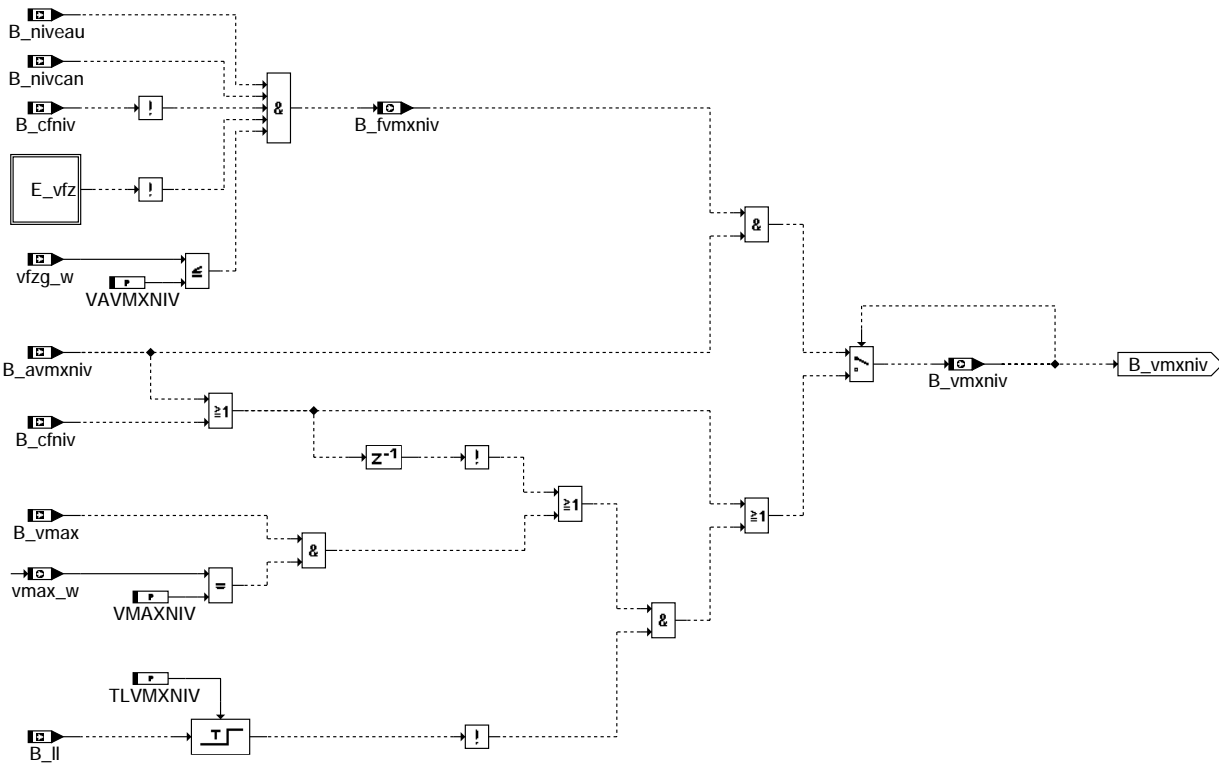 B_niveau
B_nivcan
B_cfniv
!
&
B_fvmxniv
E_vfz
!
&
vfzg_w
≤
P
VAVMXNIV
B_avmxniv
B_vmxniv
B_vmxniv
B_cfniv
≥1
z-1
!
≥1
≥1
B_vmax
&
vmax_w
=
P
VMAXNIV
&
P
TLVMXNIV
B_ll
T
!